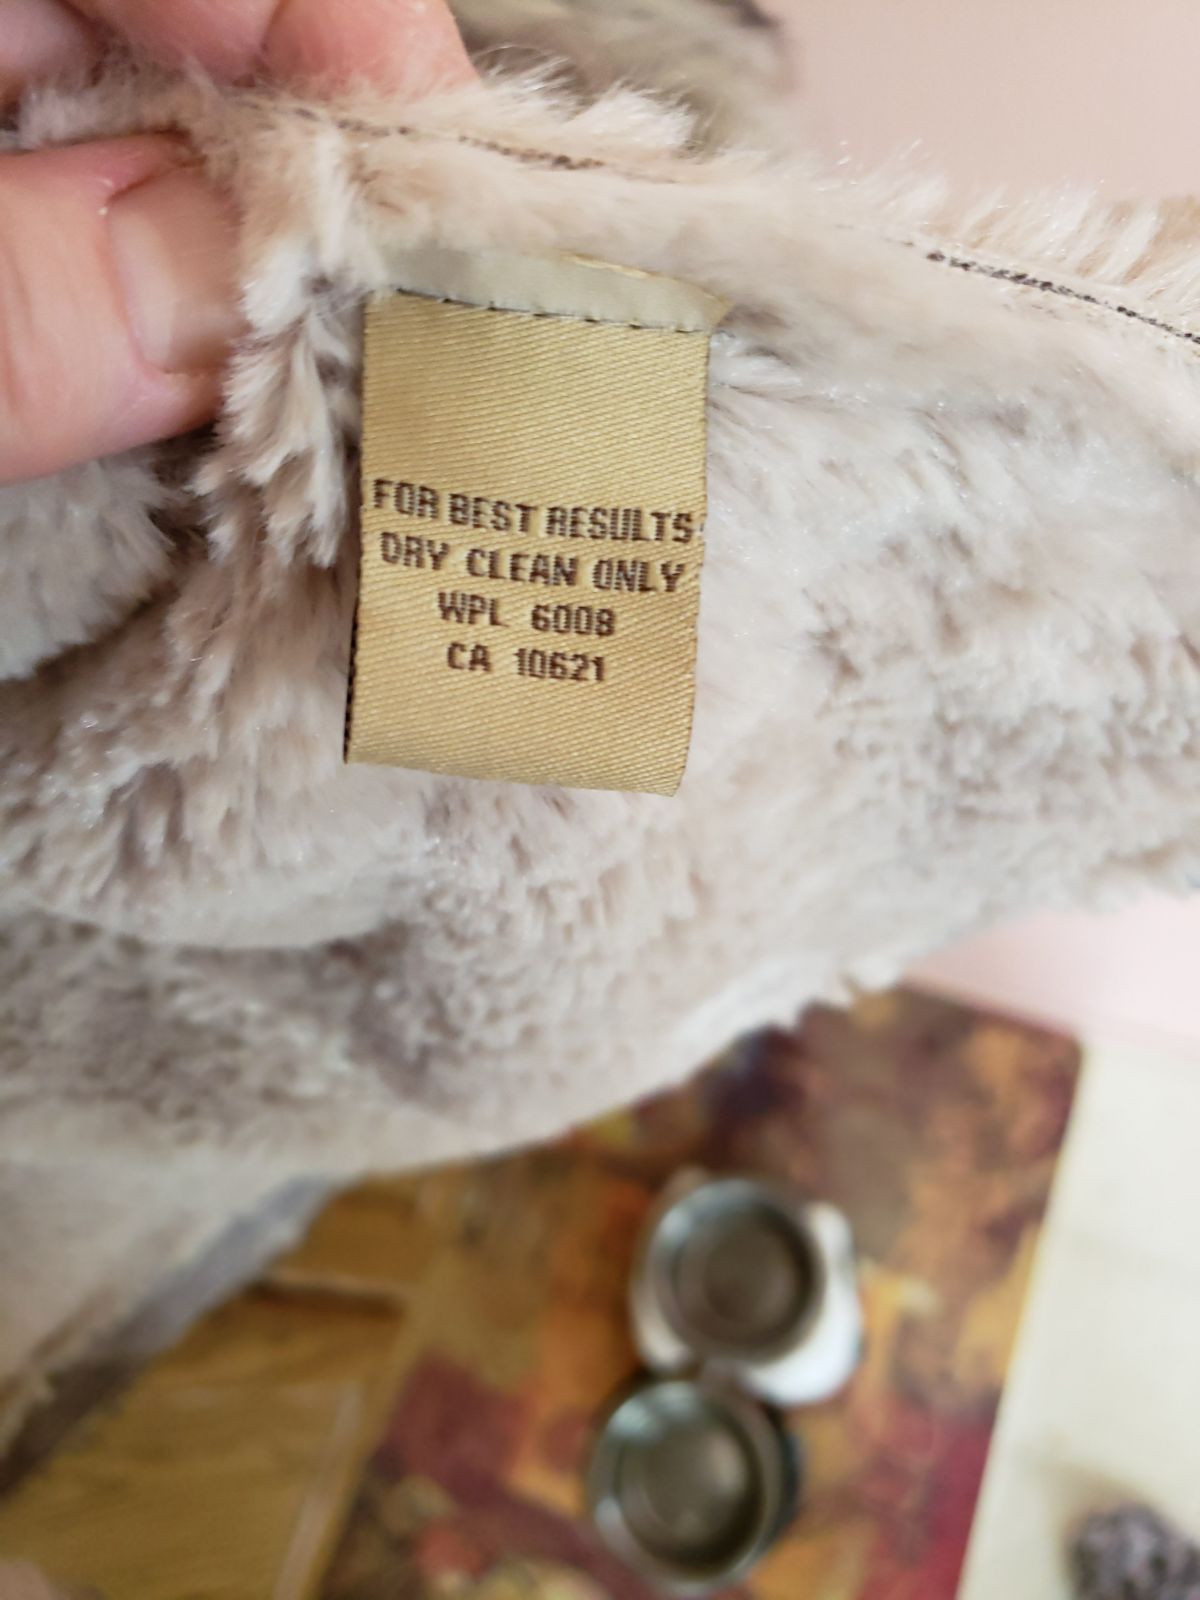 FOR BEST RESULTS
DRY CLEAN ONLY
WPL 6008
CA 10621